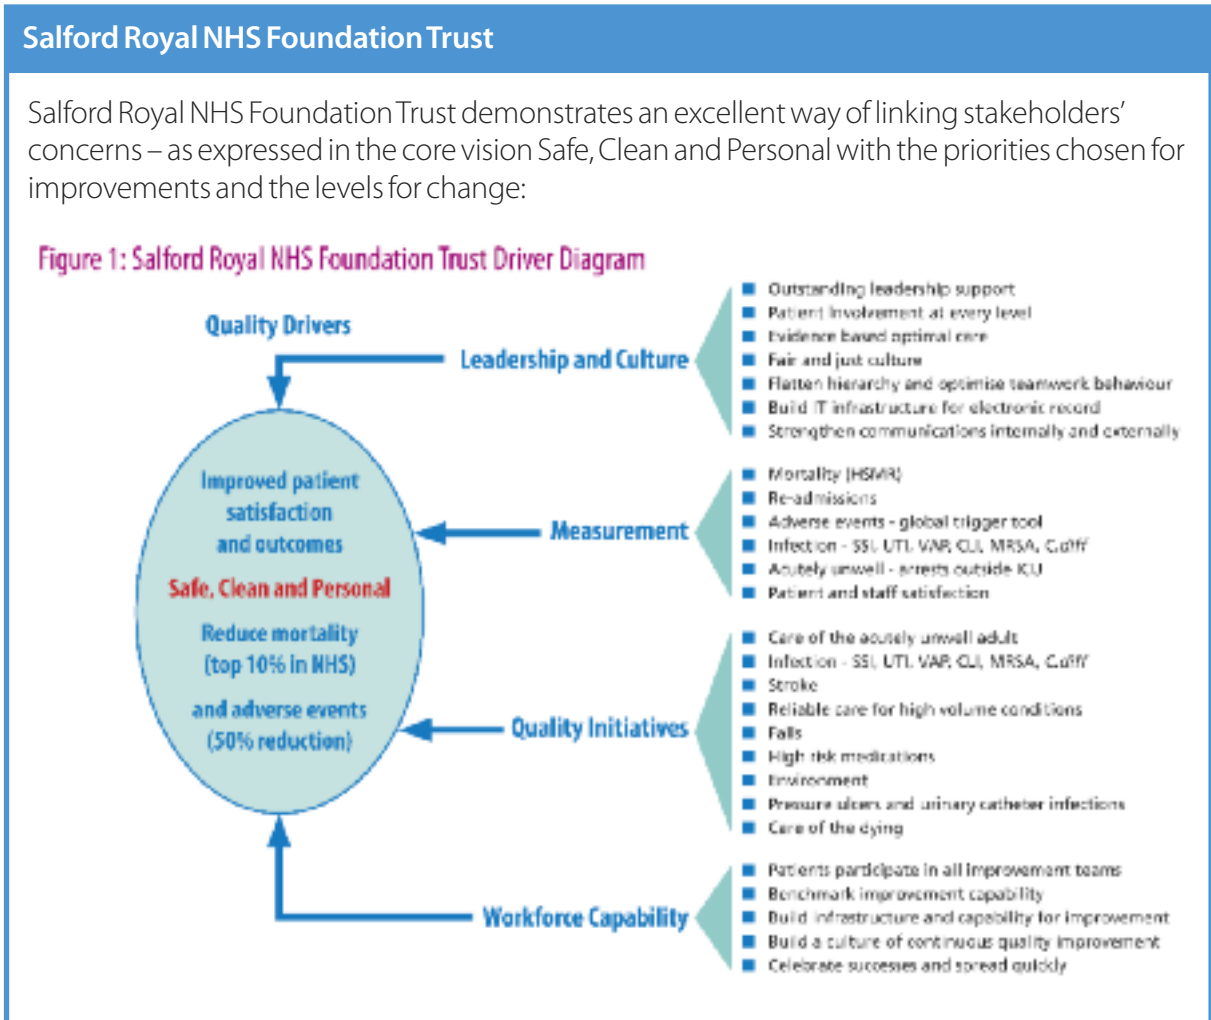 Salford Royal NHS Foundation Trust
Salford Royal NHS Foundation Trust demonstrates an excellent way of linking stakeholders’
concerns – as expressed in the core vision Safe, Clean and Personal with the priorities chosen for
improvements and the levels for change:
Figure 1: Salford Royal NHS Foundation Trust Driver Diagram
Quality Drivers
Improved patient
satisfaction
and outcomes
Safe, Clean and Personal
Reduce mortality
(top 10% in NHS)
and adverse events
(50% reduction)
Leadership and Culture
Outstanding leadership support
Patient Involvement at every level
Evidence based optimal care
Fair and just culture
Flatten hierarchy and optimise teamwork behaviour
Build IT infrastructure for electronic record
Strengthen communications internally and externally
Measurement
Mortality (HSMR)
Re-admissions
Adverse events - global trigger tool
Infection - SSI, UTI, VAP, CLI, MRSA, C.diff
Acutely unwell - arrests outside ICU
Patient and staff satisfaction
Quality Initiatives
Care of the acutely unwell adult
Infection - SSI, UTI, VAP, CLI, MRSA, C.diff
Stroke
Reliable care for high volume conditions
Falls
High risk medications
Environment
Pressure ulcers and urinary catheter infections
Care of the dying
Workforce Capability
Patients participate in all improvement teams
Benchmark improvement capability
Build infrastructure and capability for improvement
Build a culture of continuous quality improvement
Celebrate successes and spread quickly